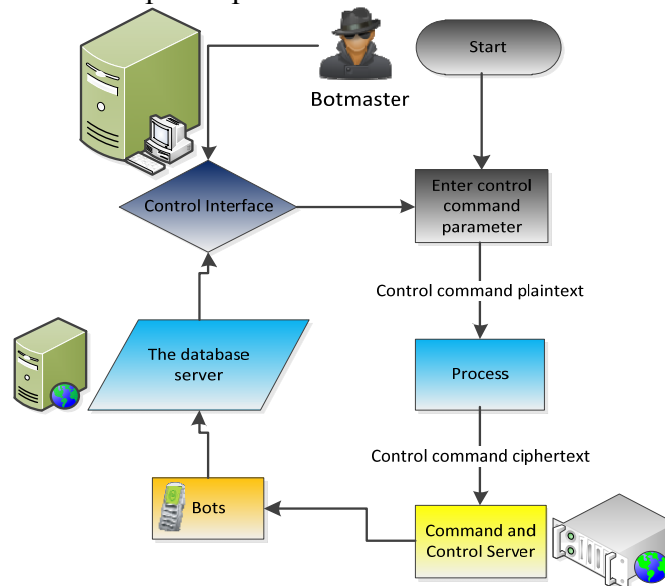 Start
Botmaster
Control Interface
Enter control
command
parameter
Control command plaintext
The database
server
Process
Control command ciphertext
Bots
Command and
Control Server